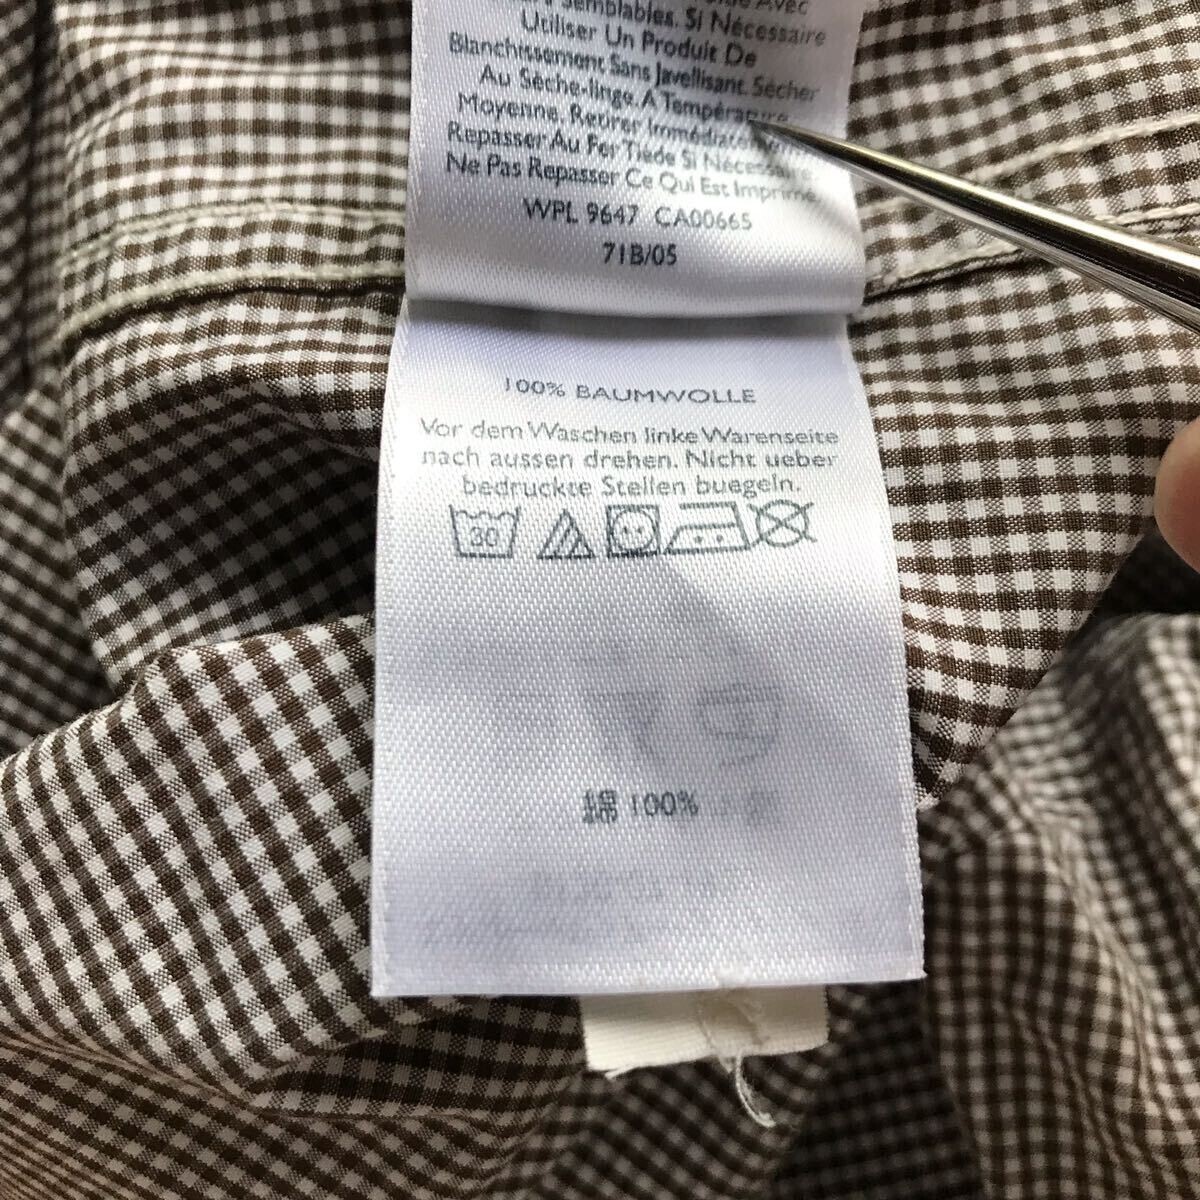 Avec
Semblables. Si Nécessaire
Utiliser Un Produit De
Blanchissement Sans Javellisant. Sécher
Au Sèche-linge. A Température
Moyenne. Retirer
Repasser Au Fer Tiède Si Nécessaire.
Ne Pas Repasser Ce Qui Est Imprimé.
WPL 9647 CA00665
71B/05
100% BAUMWOLLE
Vor dem Waschen linke Warenseite
nach aussen drehen. Nicht ueber
bedruckte Stellen buegeln.
30
綿 100%